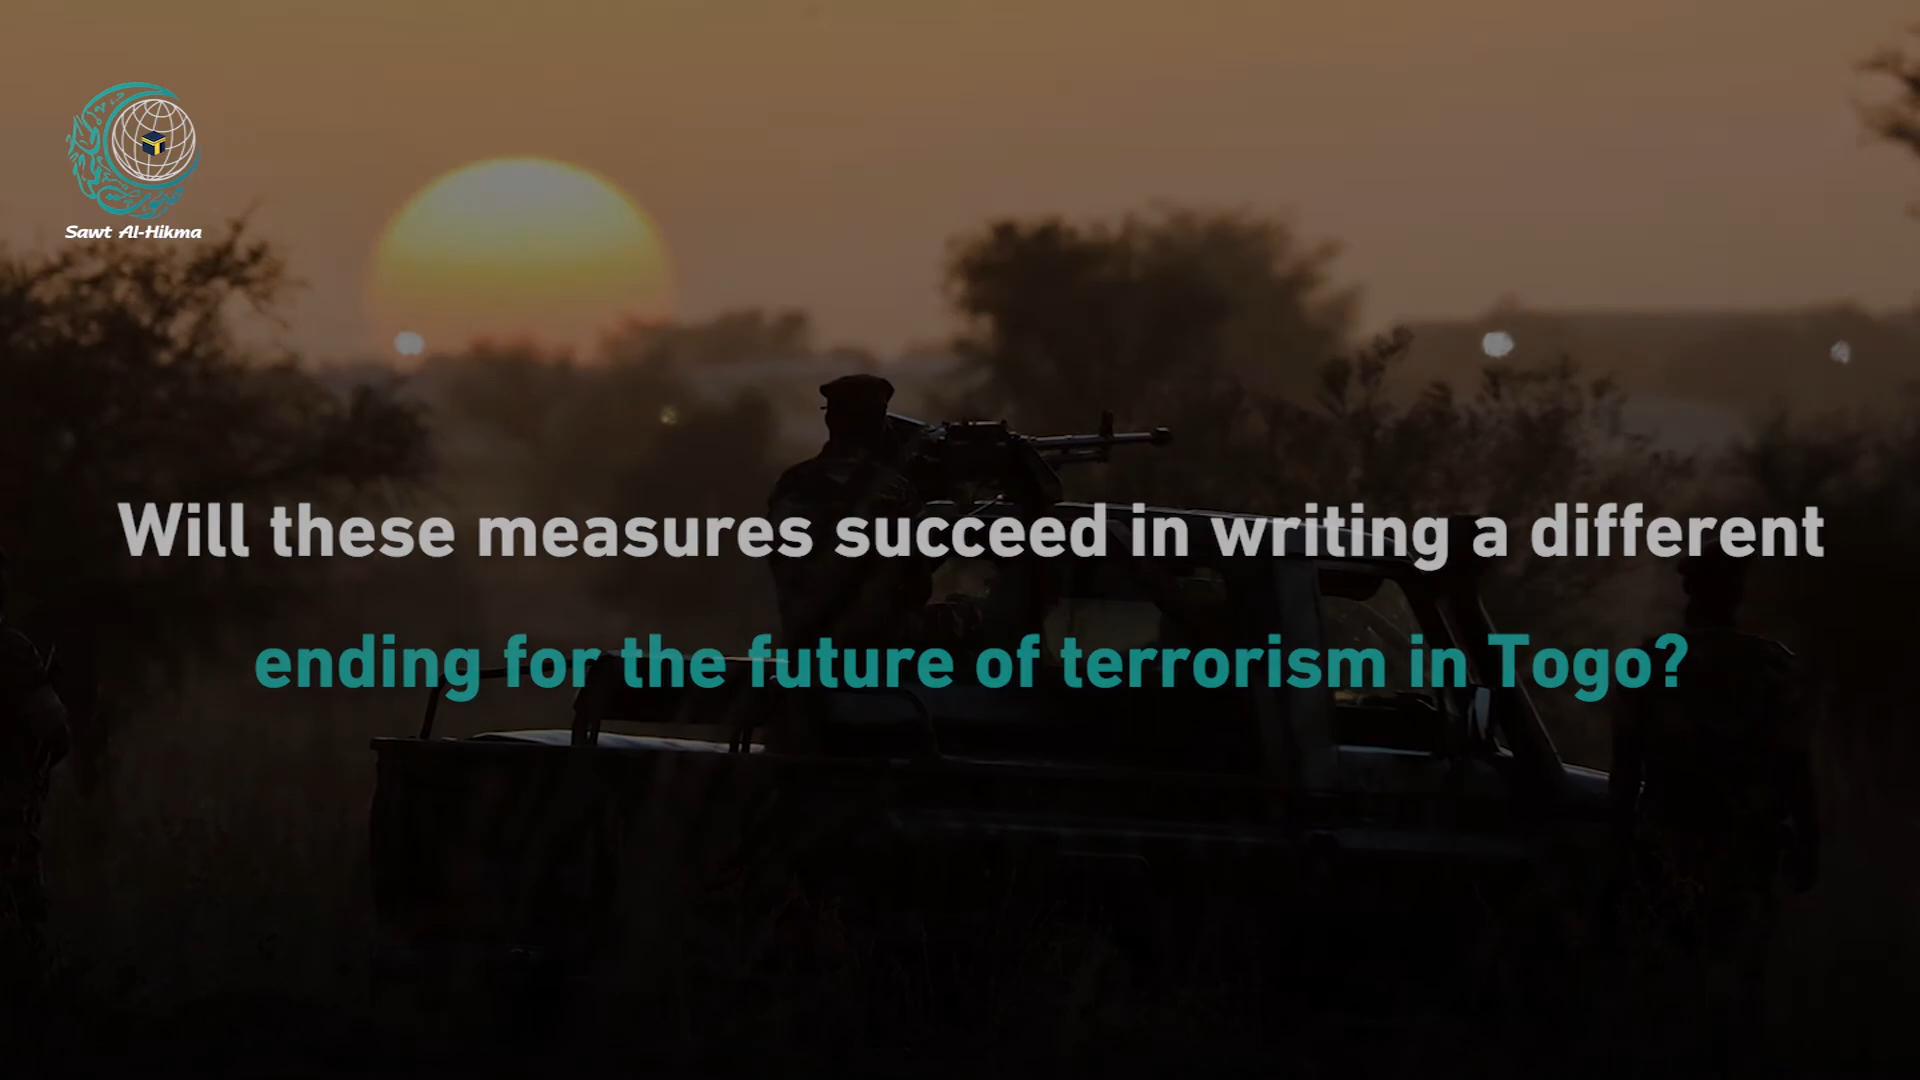 Sawt Al-Hikma
Will these measures succeed in writing a different
ending for the future of terrorism in Togo?